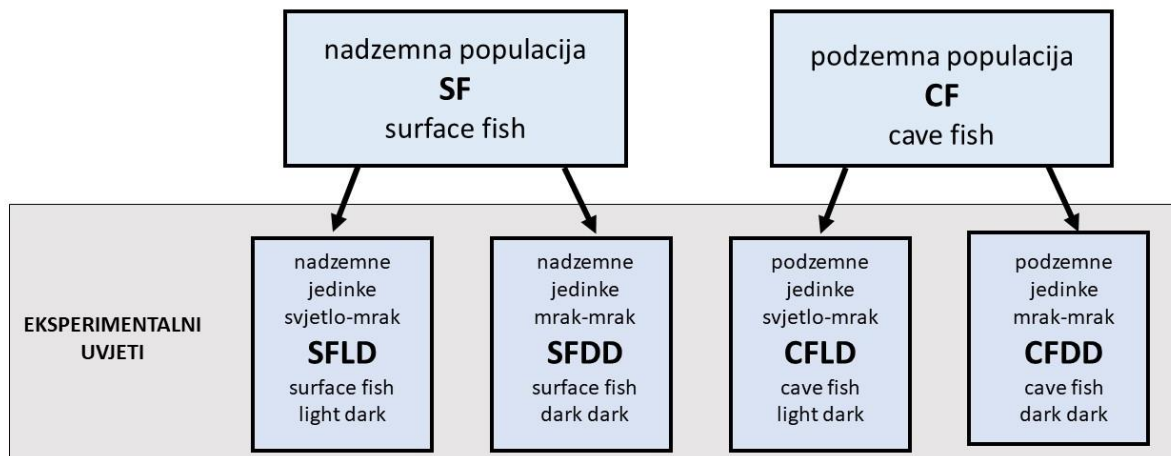 nadzemna populacija
SF
surface fish
podzemna populacija
CF
cave fish
EKSPERIMENTALNI
UVJETI
nadzemne
jedinke
svjetlo-mrak
SFLD
surface fish
light dark
nadzemne
jedinke
mrak-mrak
SFDD
surface fish
dark dark
podzemne
jedinke
svjetlo-mrak
CFLD
cave fish
light dark
podzemne
jedinke
mrak-mrak
CFDD
cave fish
dark dark